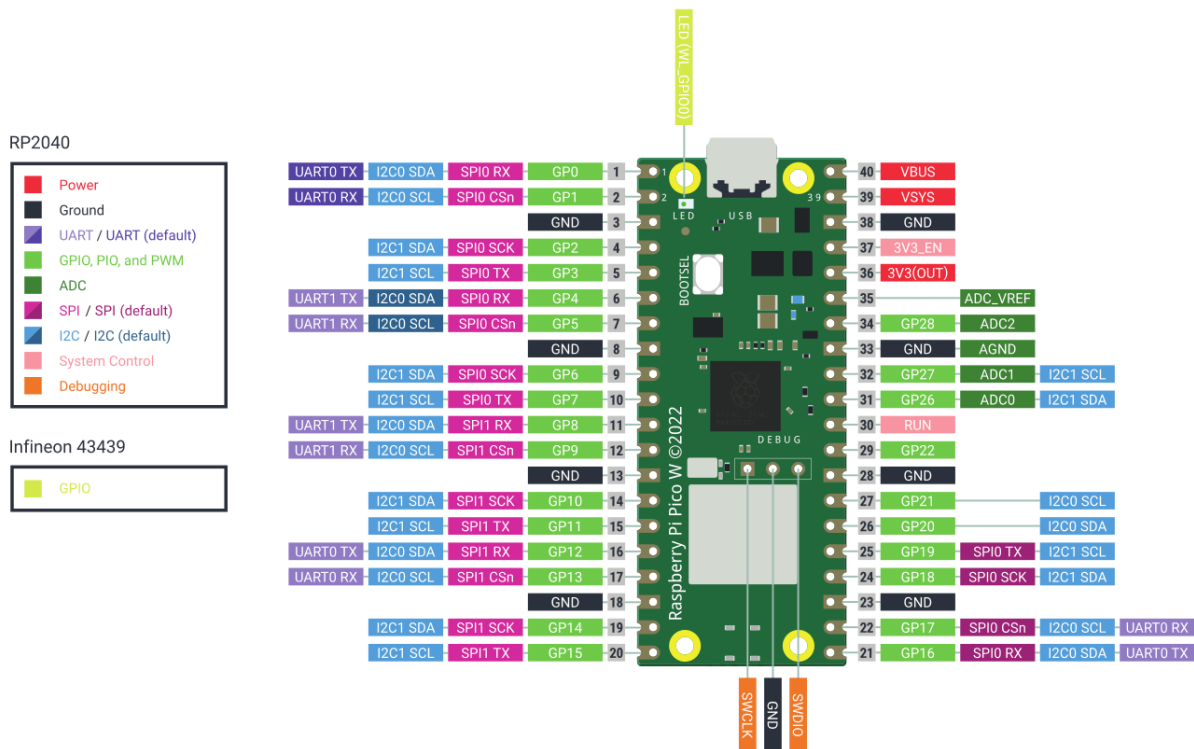 LED (WL_GPIO0)
RP2040
Power
Ground
UART / UART (default)
GPIO, PIO, and PWM
ADC
SPI / SPI (default)
I2C / I2C (default)
System Control
Debugging
Infineon 43439
GPIO
UART0 TX I2C0 SDA SPI0 RX GP0 1 1 40 VBUS
UART0 RX I2C0 SCL SPI0 CSn GP1 2 2 39 39 VSYS
LED USB
GND 3 38 GND
I2C1 SDA SPI0 SCK GP2 4 37 3V3_EN
I2C1 SCL SPI0 TX GP3 5 36 3V3(OUT)
BOOTSEL
UART1 TX I2C0 SDA SPI0 RX GP4 6 35 ADC_VREF
UART1 RX I2C0 SCL SPI0 CSn GP5 7 34 GP28 ADC2
GND 8 33 GND AGND
I2C1 SDA SPI0 SCK GP6 9 32 GP27 ADC1 I2C1 SCL
I2C1 SCL SPI0 TX GP7 10 31 GP26 ADC0 I2C1 SDA
UART1 TX I2C0 SDA SPI1 RX GP8 11 30 RUN
DEBUG
UART1 RX I2C0 SCL SPI1 CSn GP9 12 29 GP22
GND 13 28 GND
I2C1 SDA SPI1 SCK GP10 14 27 GP21 I2C0 SCL
I2C1 SCL SPI1 TX GP11 15 26 GP20 I2C0 SDA
Raspberry Pi Pico W ©2022
UART0 TX I2C0 SDA SPI1 RX GP12 16 25 GP19 SPI0 TX I2C1 SCL
UART0 RX I2C0 SCL SPI1 CSn GP13 17 24 GP18 SPI0 SCK I2C1 SDA
GND 18 23 GND
I2C1 SDA SPI1 SCK GP14 19 22 GP17 SPI0 CSn I2C0 SCL UART0 RX
I2C1 SCL SPI1 TX GP15 20 21 GP16 SPI0 RX I2C0 SDA UART0 TX
SWCLK
GND
SWDIO